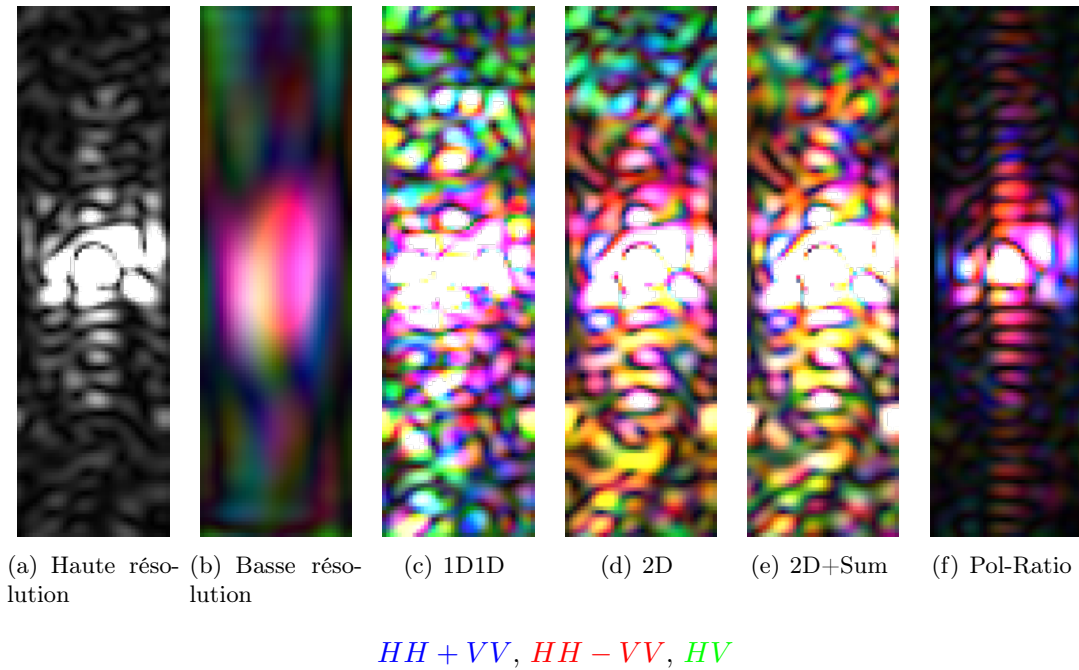 (a) Haute réso- (b) Basse réso- (c) 1D1D (d) 2D (e) 2D+Sum (f) Pol-Ratio
lution lution
HH + VV, HH − VV, HV